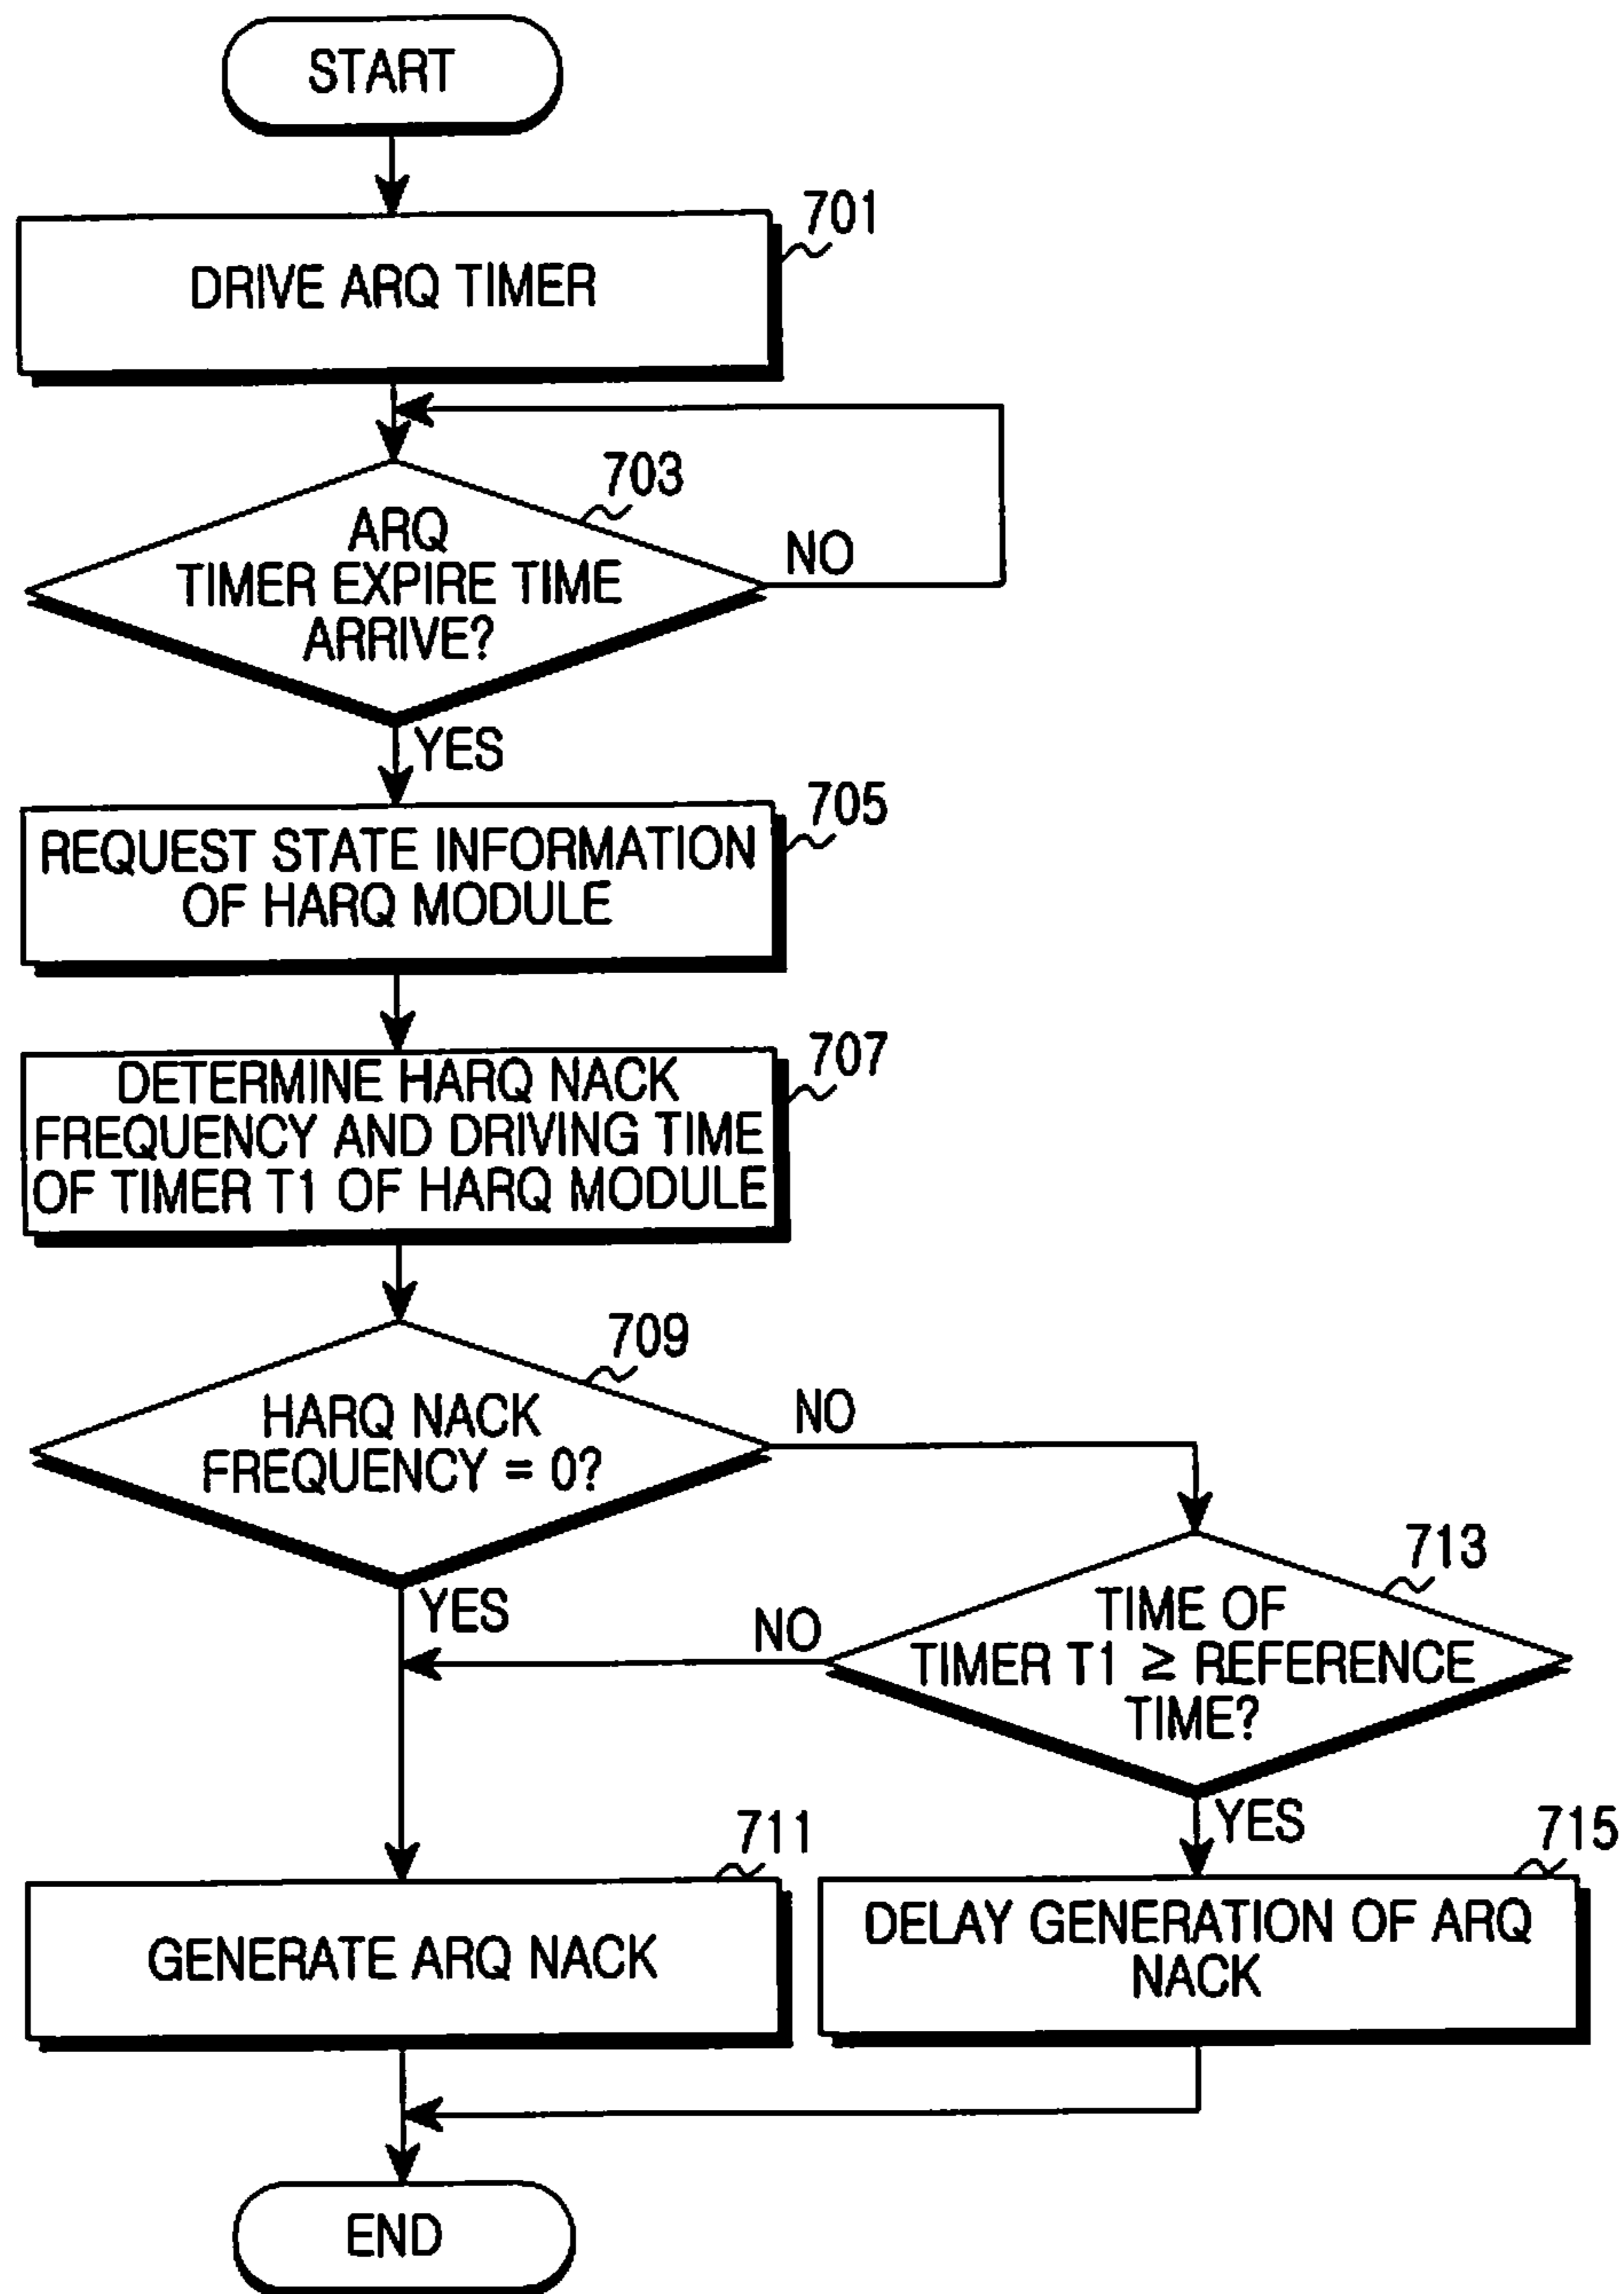 START
701
DRIVE ARQ TIMER
703
ARQ
TIMER EXPIRE TIME
ARRIVE?
NO
YES
705
REQUEST STATE INFORMATION
OF HARQ MODULE
707
DETERMINE HARQ NACK
FREQUENCY AND DRIVING TIME
OF TIMER T1 OF HARQ MODULE
709
HARQ NACK
FREQUENCY = 0?
NO
YES
713
TIME OF
TIMER T1 ≥ REFERENCE
TIME?
NO
YES
711
GENERATE ARQ NACK
715
DELAY GENERATION OF ARQ
NACK
END